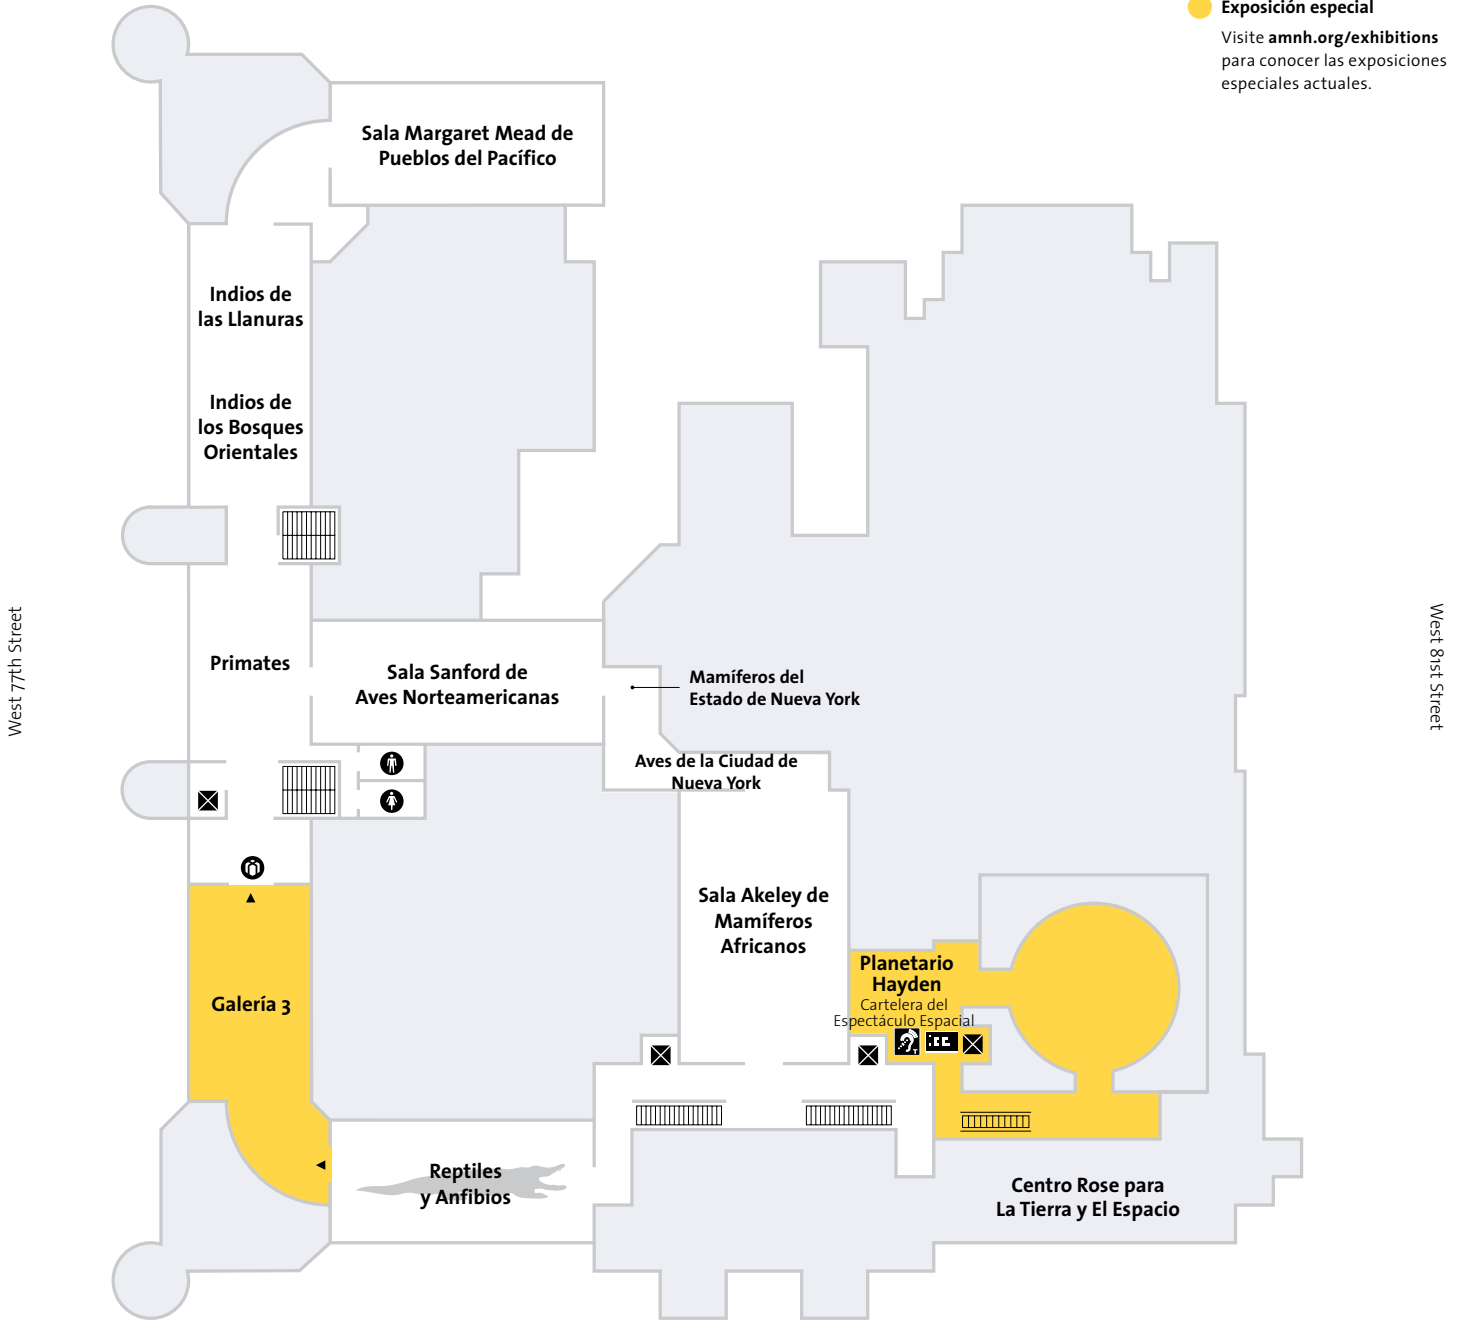 Exposición especial
Visite amnh.org/exhibitions
para conocer las exposiciones
especiales actuales.
Sala Margaret Mead de
Pueblos del Pacífico
Indios de
las Llanuras
Indios de
los Bosques
Orientales
West 77th Street
West 81st Street
Primates
Sala Sanford de
Aves Norteamericanas
Mamíferos del
Estado de Nueva York
Aves de la Ciudad de
Nueva York
Sala Akeley de
Mamíferos
Africanos
Planetario
Hayden
Cartelera del
Espectáculo Espacial
T
Galería 3
Reptiles
y Anfibios
Centro Rose para
La Tierra y El Espacio